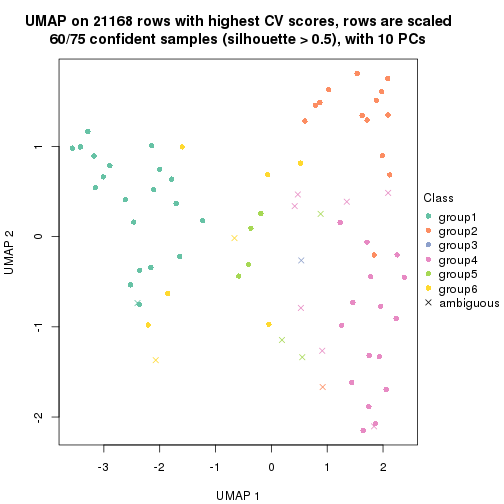 UMAP on 21168 rows with highest CV scores, rows are scaled
60/75 confident samples (silhouette > 0.5), with 10 PCs
Class
group1
group2
group3
group4
group5
group6
ambiguous
UMAP 2
1
0
-1
-2
-3
-2
-1
0
1
2
UMAP 1